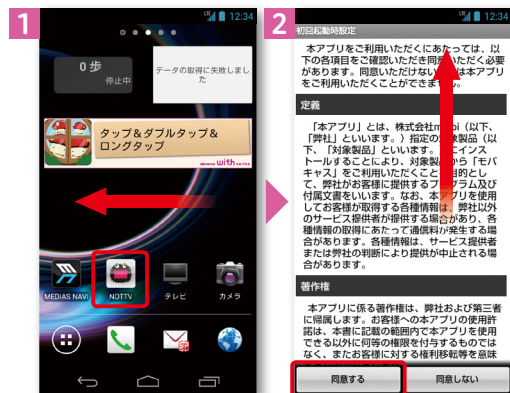 1
12:34
0 歩
停止中
データの取得に失敗しまし
た
タップ&ダブルタップ&
ロングタップ
docomo with series
MEDIAS NAVI
NOTTV
テレビ
カメラ
2
12:34
初回起動時設定
本アプリをご利用いただくにあたっては、以
下の各項目をご確認いただき同意いただく必要
があります。同意いただけない
は本アプリ
をご利用いただくことができません。
定義
「本アプリ」とは、株式会社mmbi（以下、
「弊社」といいます。）指定の対象製品（以
下、「対象製品」といいます。
にインス
トールすることにより、対象製品から「モバ
キャス」をご利用いただくこと
目的とし
て、弊社がお客様に提供するプログラム及び
付属文書をいいます。なお、本アプリを使用
してお客様が取得する各種情報は、弊社以外
のサービス提供者が提供する場合があり、各
種情報の取得にあたって通信料が発生する場
合があります。各種情報は、サービス提供者
または弊社の判断により提供が中止される場
合があります。
著作権
本アプリに係る著作権は、弊社および第三者
に帰属します。お客様への本アプリの使用許
諾は、本書に記載の範囲内で本アプリを使用
できる以外に何等の権限を付与するものでは
なく、またお客様に対する権利移転等を意味
同意する
同意しない